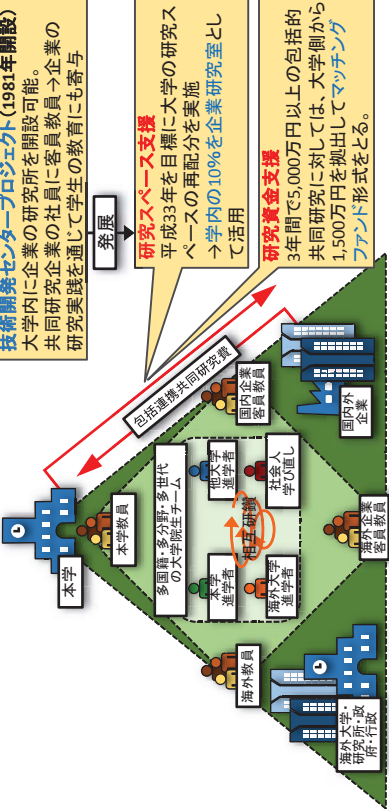 技術開発センタープロジェクト(1981年開設)
大学内に企業の研究所を開設可能。
共同研究企業の社員に客員教員→企業の
研究実践を通じて学生の教育にも寄与
発展
研究スペース支援
平成33年を目標に大学の研究ス
ペースの再配分を実施
→学内の10%を企業研究室とし
て活用
研究資金支援
3年間で5,000万円以上の包括的
共同研究に対しては、大学側から
1,500万円を拠出してマッチング
ファンド形式をとる。
包括連携共同研究費
本学
本学教員
多国籍・多分野・多世代
の大学院生チーム
本学
進学者
他大学
進学者
相互研鑽
海外大学
進学者
社会人
学び直し
国内企業
客員教員
国内外
企業
海外教員
海外企業
客員教員
海外大学・
研究所・政
府・行政